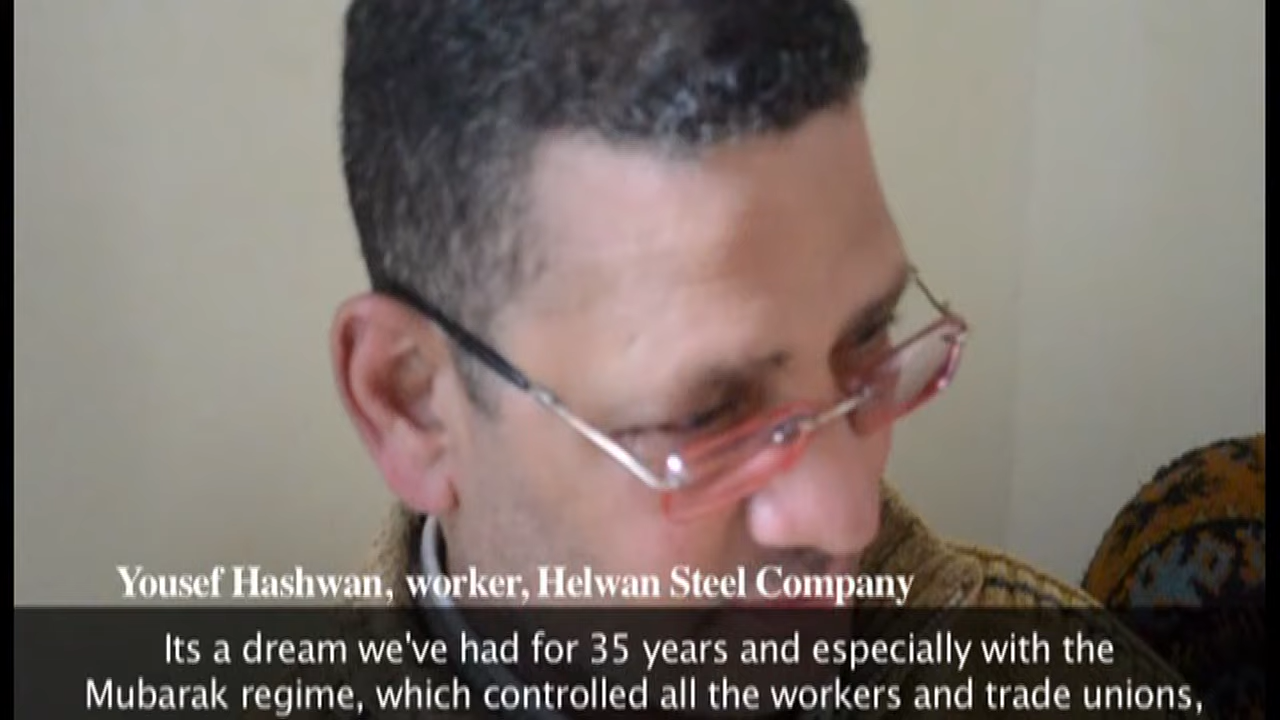 Yousef Hashwan, worker, Helwan Steel Company
Its a dream we've had for 35 years and especially with the
Mubarak regime, which controlled all the workers and trade unions,